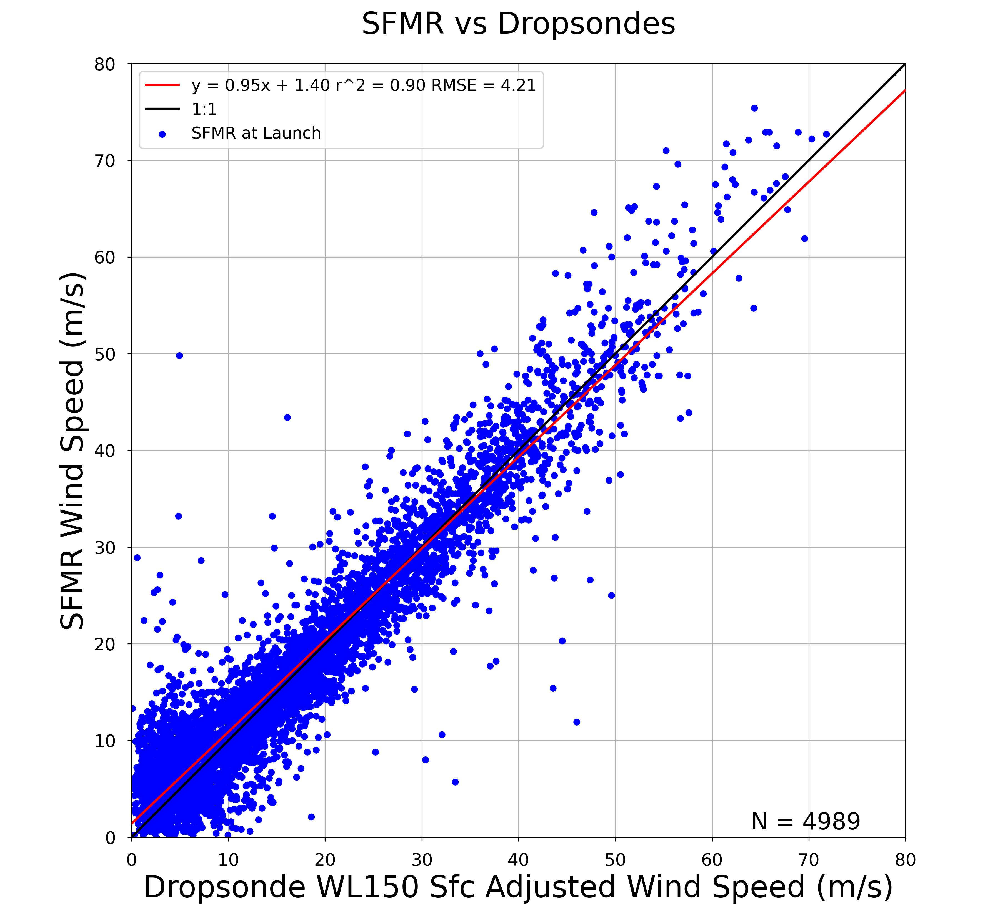 SFMR vs Dropsondes
y = 0.95x + 1.40 r^2 = 0.90 RMSE = 4.21
1:1
SFMR at Launch
80
70
60
50
40
30
20
10
0
SFMR Wind Speed (m/s)
N = 4989
0 10 20 30 40 50 60 70 80
Dropsonde WL150 Sfc Adjusted Wind Speed (m/s)